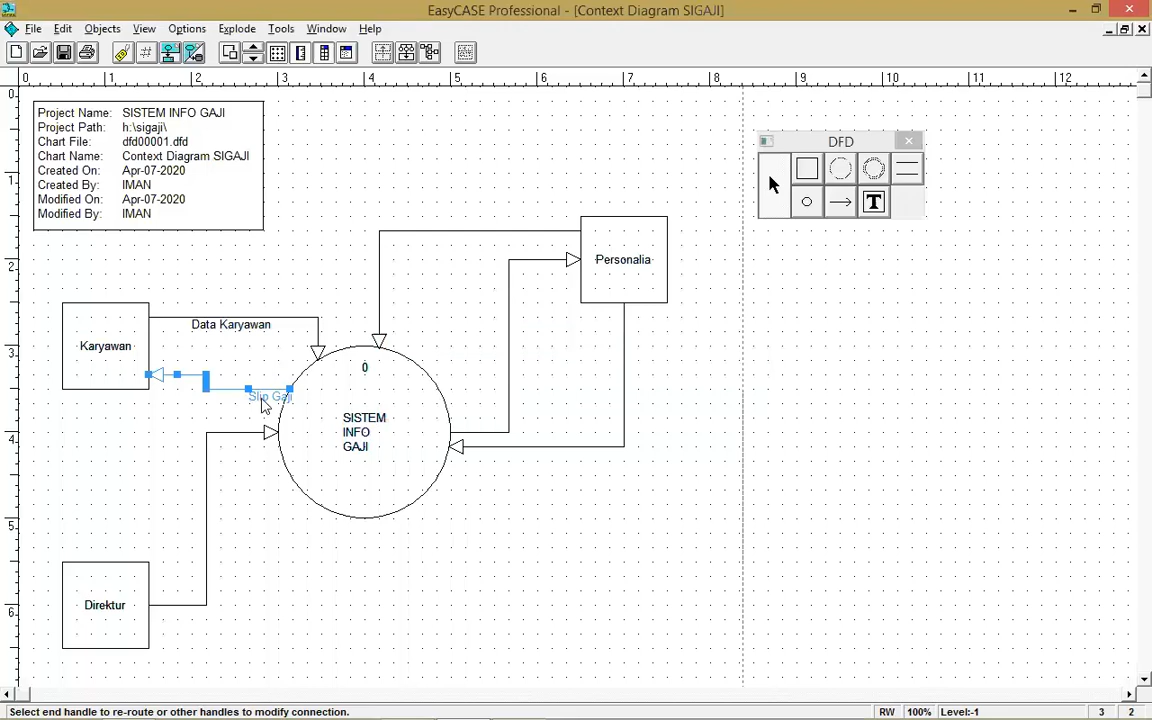 EasyCASE Professional - [Context Diagram SIGAJI]
File Edit Objects View Options Explode Tools Window Help
0 1 2 3 4 5 6 7 8 9 10 11 12
0
1
2
3
4
5
6
Project Name: SISTEM INFO GAJI
Project Path: h:\sigaji\
Chart File: dfd00001.dfd
Chart Name: Context Diagram SIGAJI
Created On: Apr-07-2020
Created By: IMAN
Modified On: Apr-07-2020
Modified By: IMAN
DFD
T
Personalia
Data Karyawan
Karyawan
0
Slip Gaji
SISTEM
INFO
GAJI
Direktur
Select end handle to re-route or other handles to modify connection.
RW 100% Level:-1 3 2